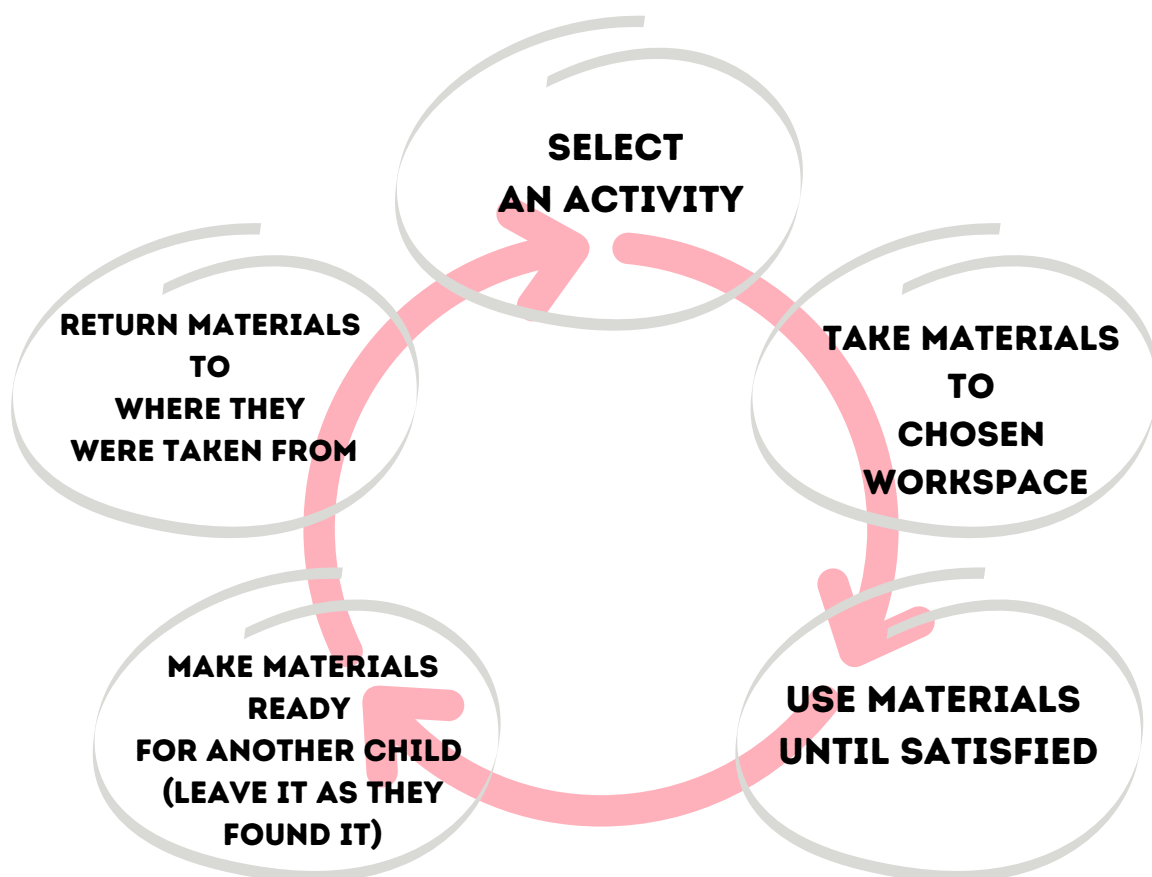 SELECT
AN ACTIVITY
TAKE MATERIALS
TO
CHOSEN
WORKSPACE
USE MATERIALS
UNTIL SATISFIED
MAKE MATERIALS
READY
FOR ANOTHER CHILD
(LEAVE IT AS THEY
FOUND IT)
RETURN MATERIALS
TO
WHERE THEY
WERE TAKEN FROM